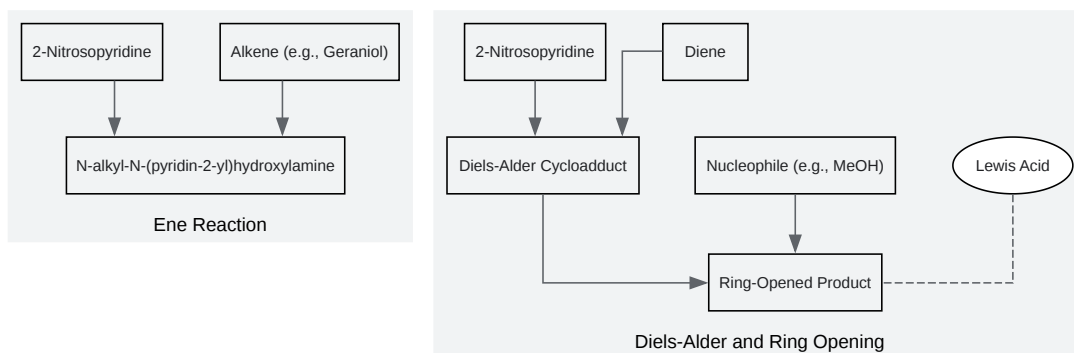 2-Nitrosopyridine
Alkene (e.g., Geraniol)
N-alkyl-N-(pyridin-2-yl)hydroxylamine
Ene Reaction
2-Nitrosopyridine
Diene
Diels-Alder Cycloadduct
Nucleophile (e.g., MeOH)
Lewis Acid
Ring-Opened Product
Diels-Alder and Ring Opening